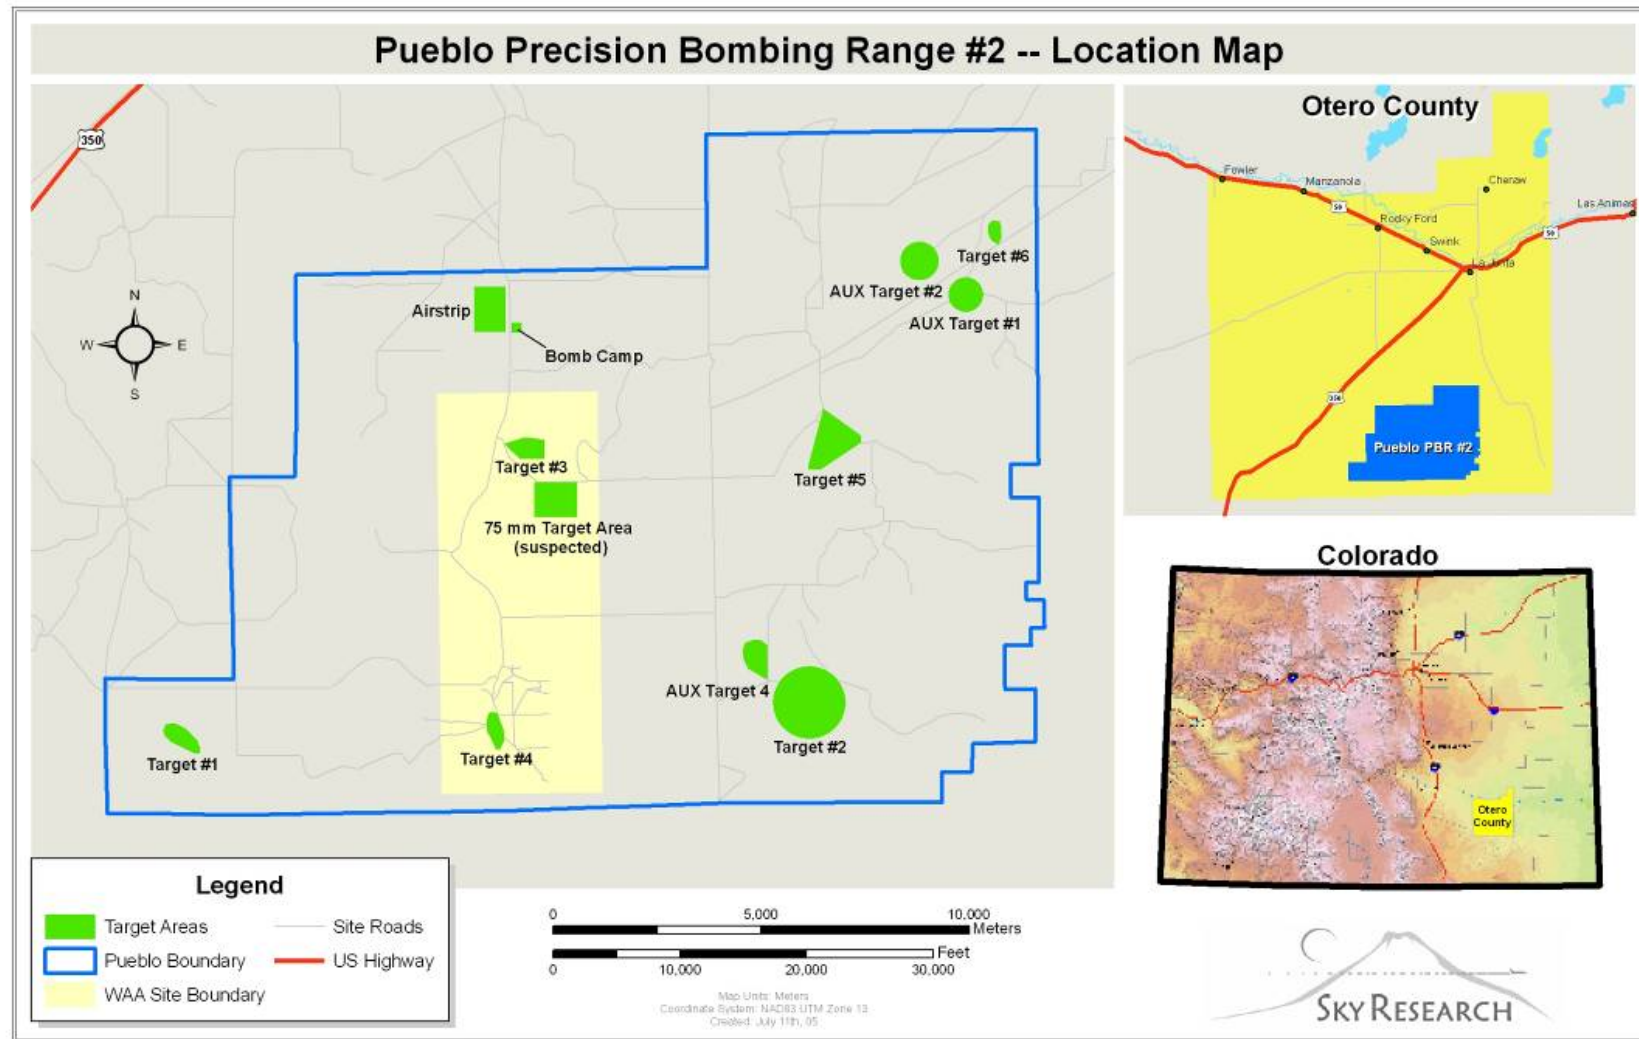 Pueblo Precision Bombing Range #2 -- Location Map
350
N
W E
S
Airstrip
Bomb Camp
Target #6
AUX Target #2
AUX Target #1
Target #3
75 mm Target Area
(suspected)
Target #5
AUX Target 4
Target #2
Target #1
Target #4
Otero County
Fowler
Manzanola
Cheraw
50
Las Animas
Rocky Ford
Swink
50
La Junta
350
Pueblo PBR #2
Colorado
Otero
County
Legend
Target Areas
Site Roads
Pueblo Boundary
US Highway
WAA Site Boundary
0 5,000 10,000
Meters
Feet
0 10,000 20,000 30,000
Map Units: Meters
Coordinate System: NAD83 UTM Zone 13
Created: July 11th, 05
SKY RESEARCH